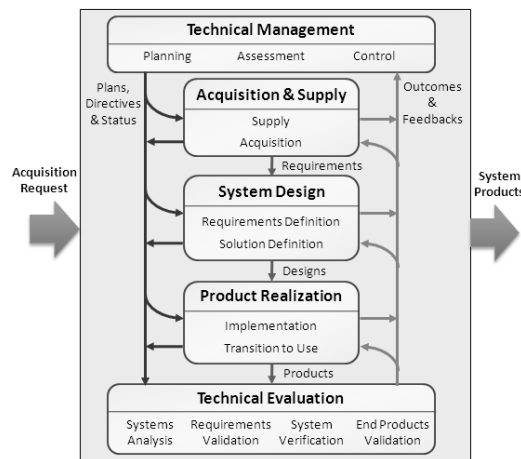 Technical Management
Planning Assessment Control
Plans,
Directives
& Status
Outcomes
&
Feedbacks
Acquisition & Supply
Supply
Acquisition
Requirements
Acquisition
Request
System
Products
System Design
Requirements Definition
Solution Definition
Designs
Product Realization
Implementation
Transition to Use
Products
Technical Evaluation
Systems Requirements System End Products
Analysis Validation Verification Validation